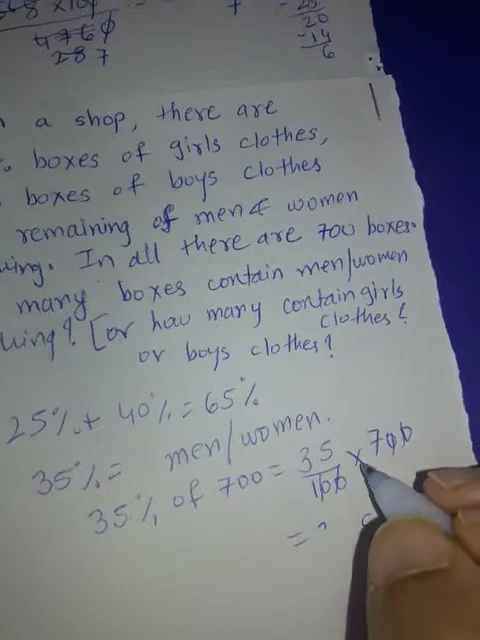 4760
287
7
20
-14
6
a shop, there are
boxes of girls clothes,
boxes of boys clothes
remaining of men & women
In all there are 700 boxes.
many boxes contain men/women
[or how many contain girls
clothes?
or boys clothes?
25% + 40% = 65%
35% = men/women.
35% of 700 = 35/100 × 700
=